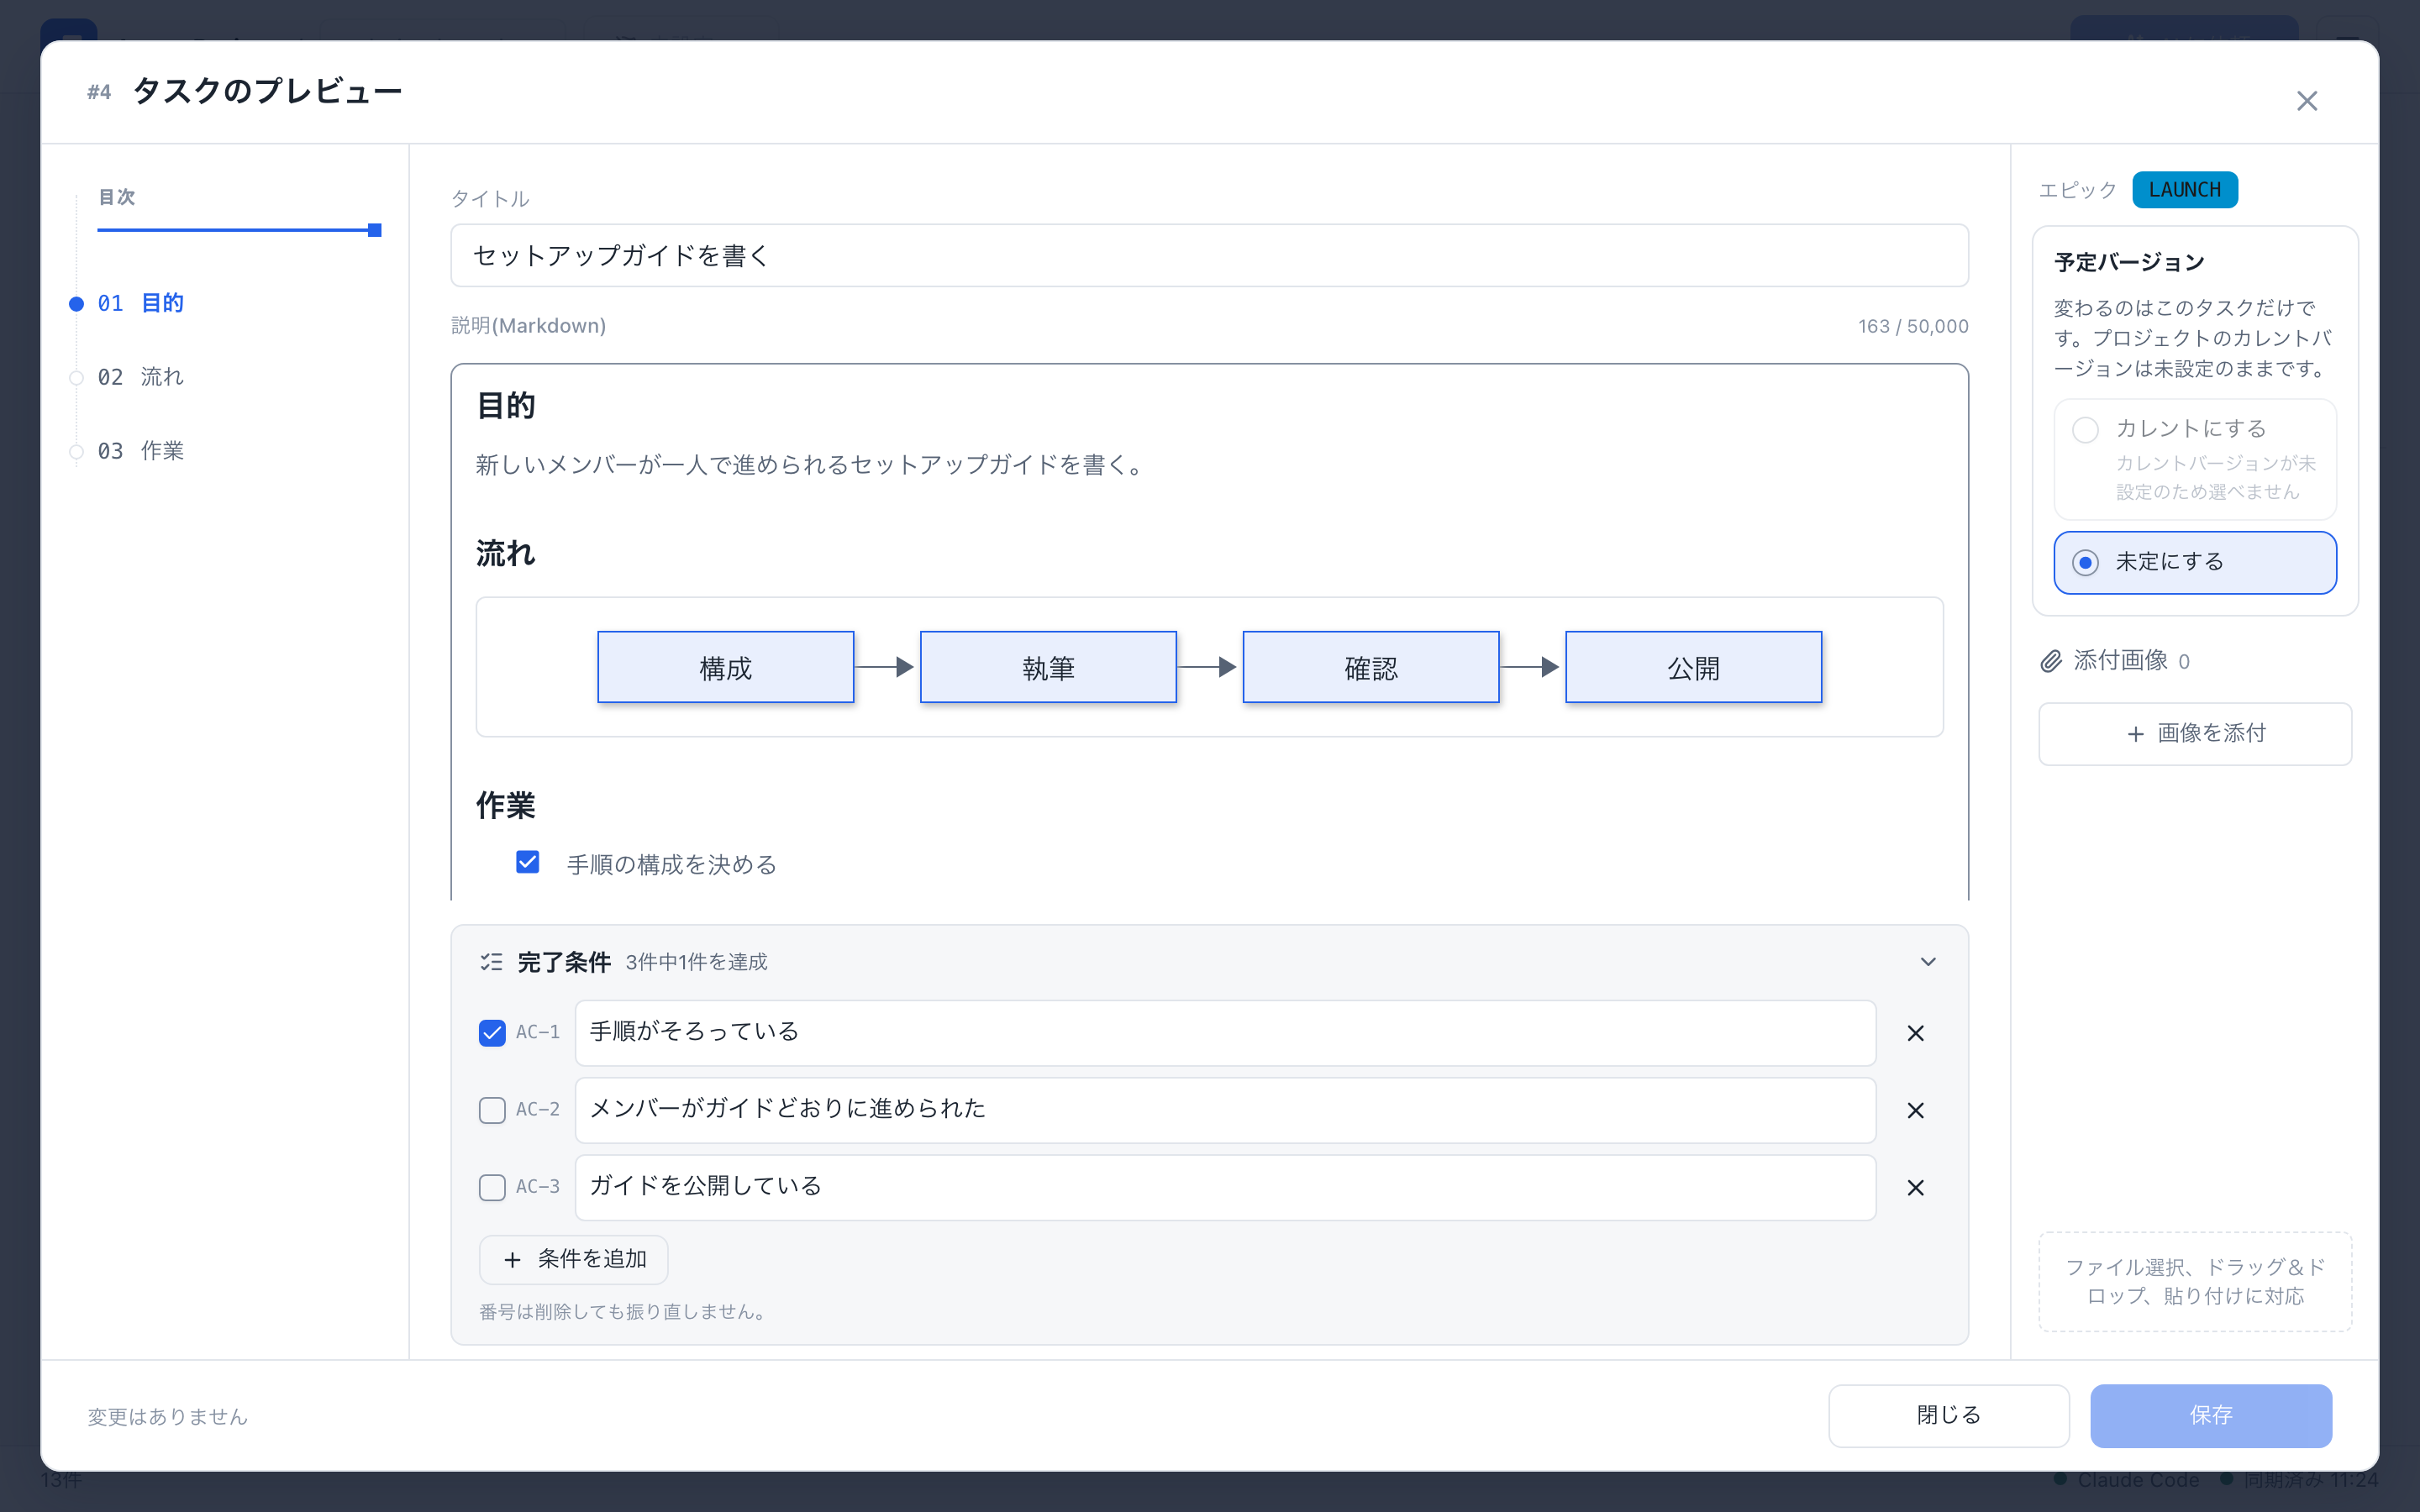 #4 タスクのプレビュー
目次
01 目的
02 流れ
03 作業
タイトル
セットアップガイドを書く
説明(Markdown)
163 / 50,000
目的
新しいメンバーが一人で進められるセットアップガイドを書く。
流れ
構成
執筆
確認
公開
作業
手順の構成を決める
完了条件 3件中1件を達成
AC-1 手順がそろっている
AC-2 メンバーがガイドどおりに進められた
AC-3 ガイドを公開している
条件を追加
番号は削除しても振り直しません。
エピック LAUNCH
予定バージョン
変わるのはこのタスクだけで
す。プロジェクトのカレントバ
ージョンは未設定のままです。
カレントにする
カレントバージョンが未
設定のため選べません
未定にする
添付画像 0
画像を添付
ファイル選択、ドラッグ＆ド
ロップ、貼り付けに対応
変更はありません
閉じる
保存
13件
Claude Code
同期済み 11:24